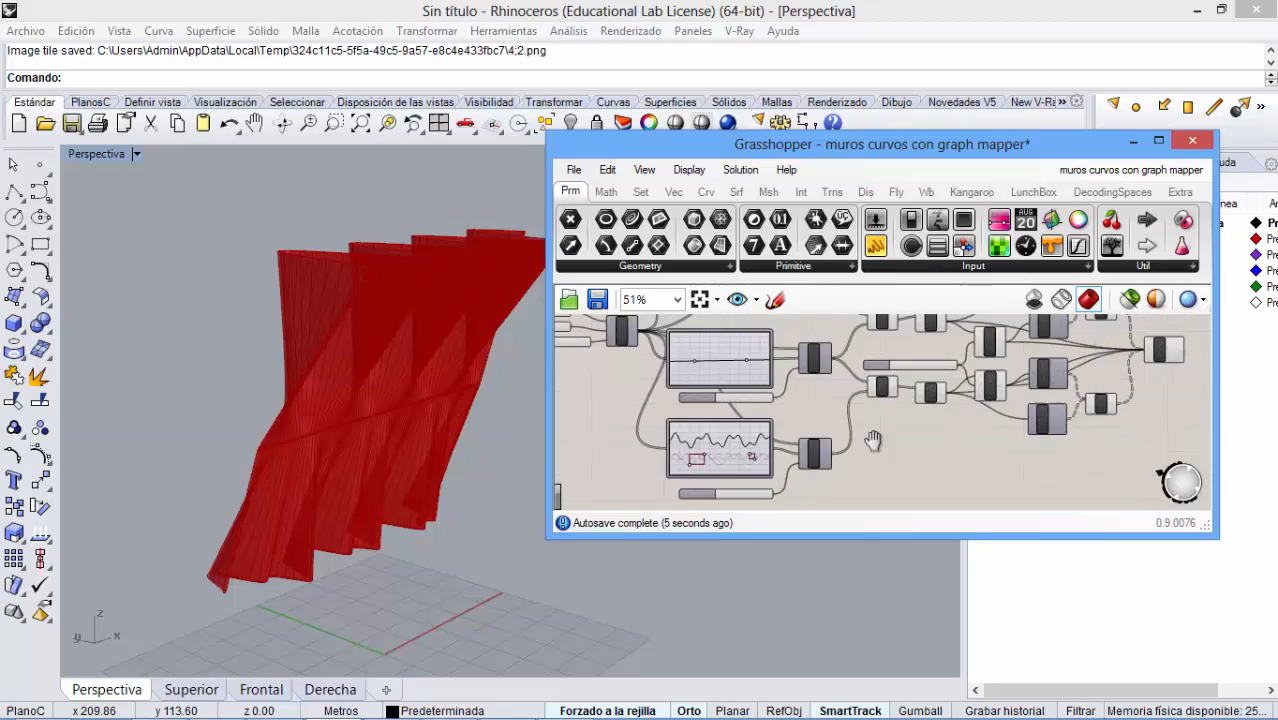 Sin título - Rhinoceros (Educational Lab License) (64-bit) - [Perspectiva]
Archivo Edición Vista Curva Superficie Sólido Malla Acotación Transformar Herramientas Análisis Renderizado Paneles V-Ray Ayuda
Image tile saved: C:\Users\Admin\AppData\Local\Temp\324c11c5-5f5a-49c5-9a57-e8c4e433fbc7\4;2.png
Comando:
Estándar PlanosC Definir vista Visualización Seleccionar Disposición de las vistas Visibilidad Transformar Curvas Superficies Sólidos Mallas Acotación Renderizado Dibujo Novedades V5 New V-Ra
Perspectiva
Grasshopper - muros curvos con graph mapper*
File Edit View Display Solution Help muros curvos con graph mapper
Prm Math Set Vec Crv Srf Msh Int Trns Dis Fly Wb Kangaroo LunchBox DecodingSpaces Extra
Geometry Primitive Input Util
51%
Autosave complete (5 seconds ago) 0.9.0076
z
y x
Perspectiva Superior Frontal Derecha
PlanoC x 209.86 y 113.60 z 0.00 Metros Predeterminada Forzado a la rejilla Orto Planar RefObj SmartTrack Gumball Grabar historial Filtrar Memoria física disponible: 25...